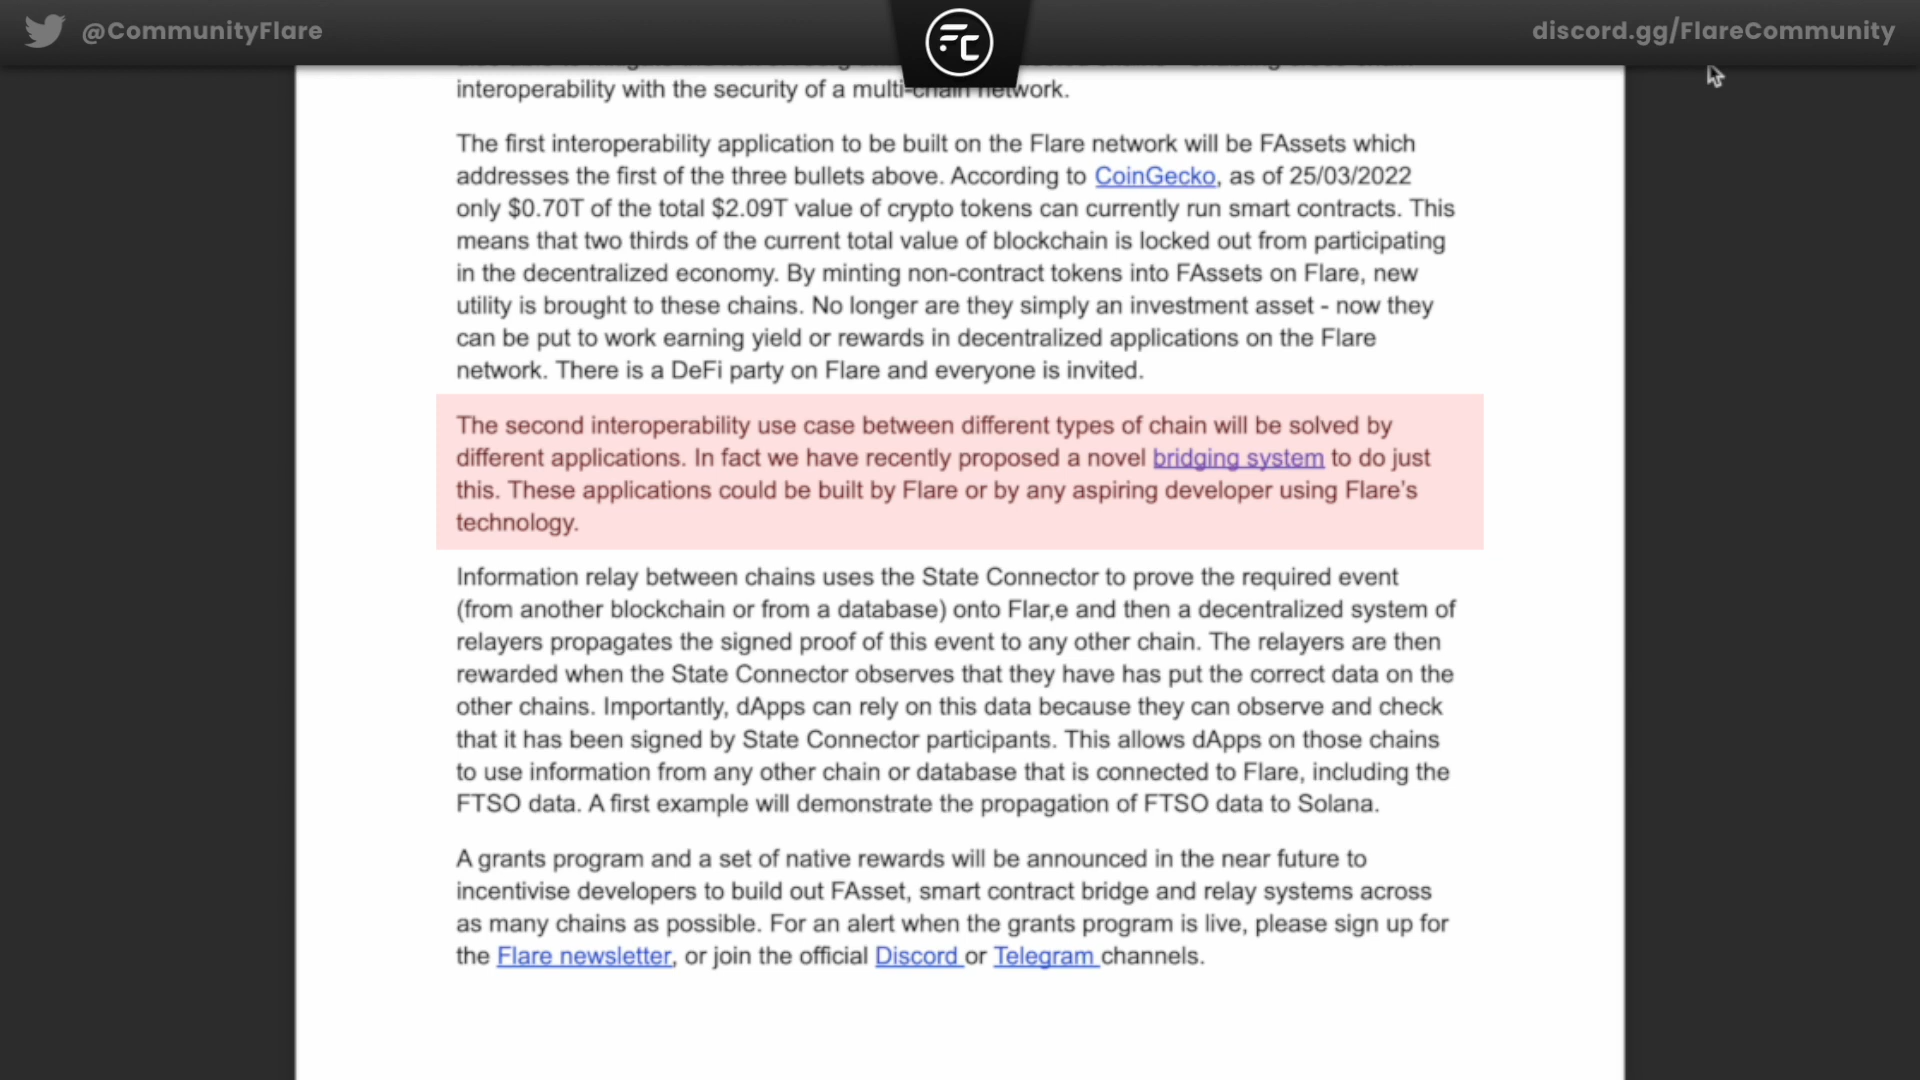 @CommunityFlare
FC
discord.gg/FlareCommunity
interoperability with the security of a multi-chain network.
The first interoperability application to be built on the Flare network will be FAssets which
addresses the first of the three bullets above. According to CoinGecko, as of 25/03/2022
only $0.70T of the total $2.09T value of crypto tokens can currently run smart contracts. This
means that two thirds of the current total value of blockchain is locked out from participating
in the decentralized economy. By minting non-contract tokens into FAssets on Flare, new
utility is brought to these chains. No longer are they simply an investment asset - now they
can be put to work earning yield or rewards in decentralized applications on the Flare
network. There is a DeFi party on Flare and everyone is invited.
The second interoperability use case between different types of chain will be solved by
different applications. In fact we have recently proposed a novel bridging system to do just
this. These applications could be built by Flare or by any aspiring developer using Flare's
technology.
Information relay between chains uses the State Connector to prove the required event
(from another blockchain or from a database) onto Flar,e and then a decentralized system of
relayers propagates the signed proof of this event to any other chain. The relayers are then
rewarded when the State Connector observes that they have has put the correct data on the
other chains. Importantly, dApps can rely on this data because they can observe and check
that it has been signed by State Connector participants. This allows dApps on those chains
to use information from any other chain or database that is connected to Flare, including the
FTSO data. A first example will demonstrate the propagation of FTSO data to Solana.
A grants program and a set of native rewards will be announced in the near future to
incentivise developers to build out FAsset, smart contract bridge and relay systems across
as many chains as possible. For an alert when the grants program is live, please sign up for
the Flare newsletter, or join the official Discord or Telegram channels.